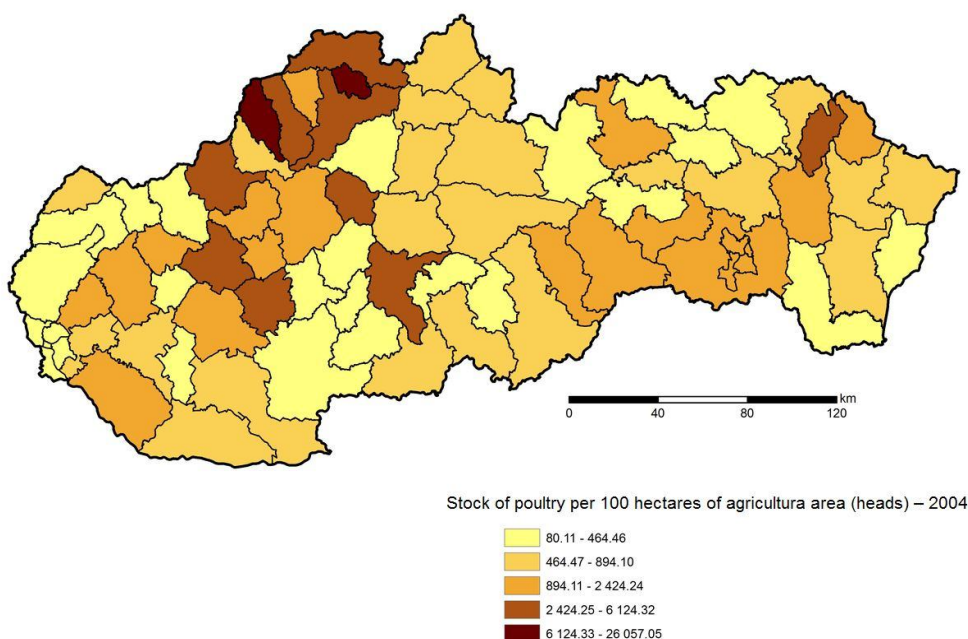 km
0 40 80 120
Stock of poultry per 100 hectares of agricultura area (heads) – 2004
80.11 - 464.46
464.47 - 894.10
894.11 - 2 424.24
2 424.25 - 6 124.32
6 124.33 - 26 057.05